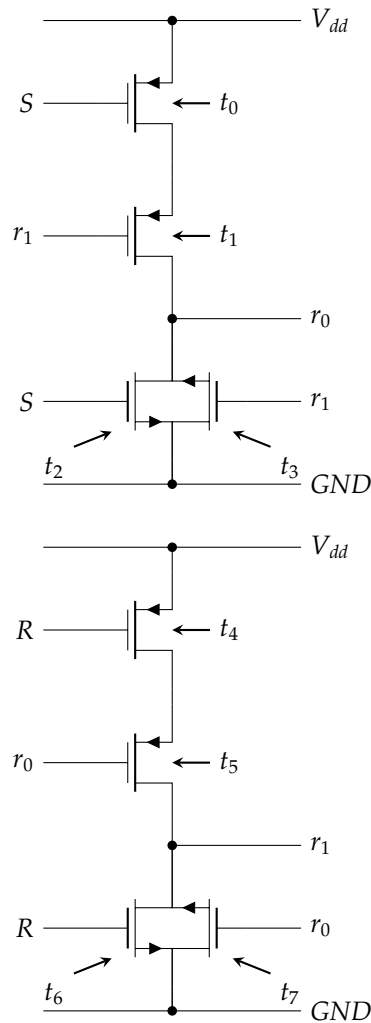 V_dd
S
t_0
r_1
t_1
r_0
S
r_1
t_2
t_3
GND
V_dd
R
t_4
r_0
t_5
r_1
R
r_0
t_6
t_7
GND